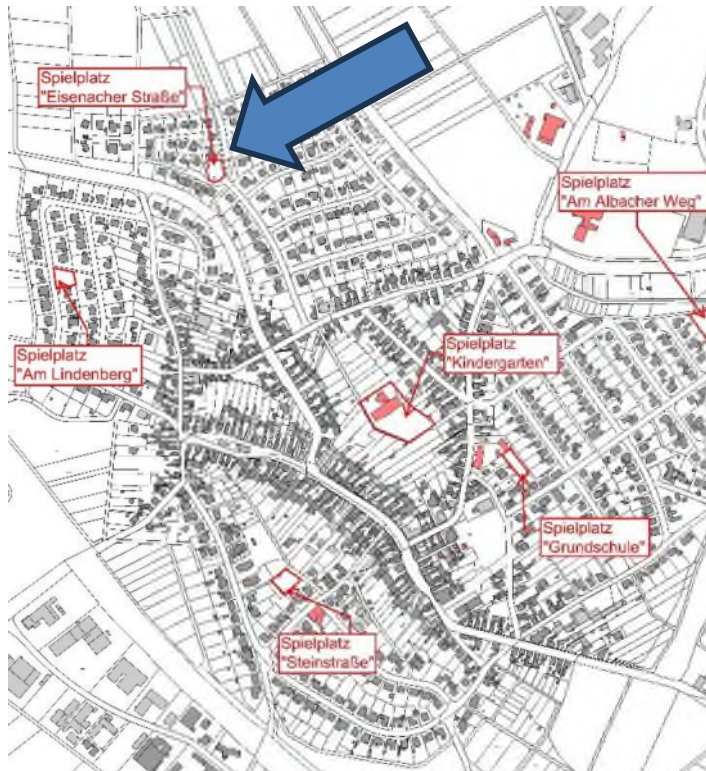 Spielplatz
"Eisenacher Straße"
Spielplatz
"Am Albacher Weg"
Spielplatz
"Am Lindenberg"
Spielplatz
"Kindergarten"
Spielplatz
"Grundschule"
Spielplatz
"Steinstraße"